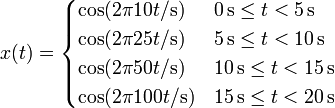 x(t) = { cos(2π10t/s) 0 s ≤ t < 5 s
cos(2π25t/s) 5 s ≤ t < 10 s
cos(2π50t/s) 10 s ≤ t < 15 s
cos(2π100t/s) 15 s ≤ t < 20 s